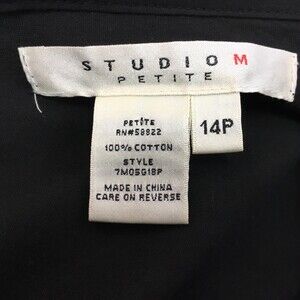 STUDIO M
PETITE
PETITE
RN#58922
100% COTTON
STYLE
7M05G18P
MADE IN CHINA
CARE ON REVERSE
14P